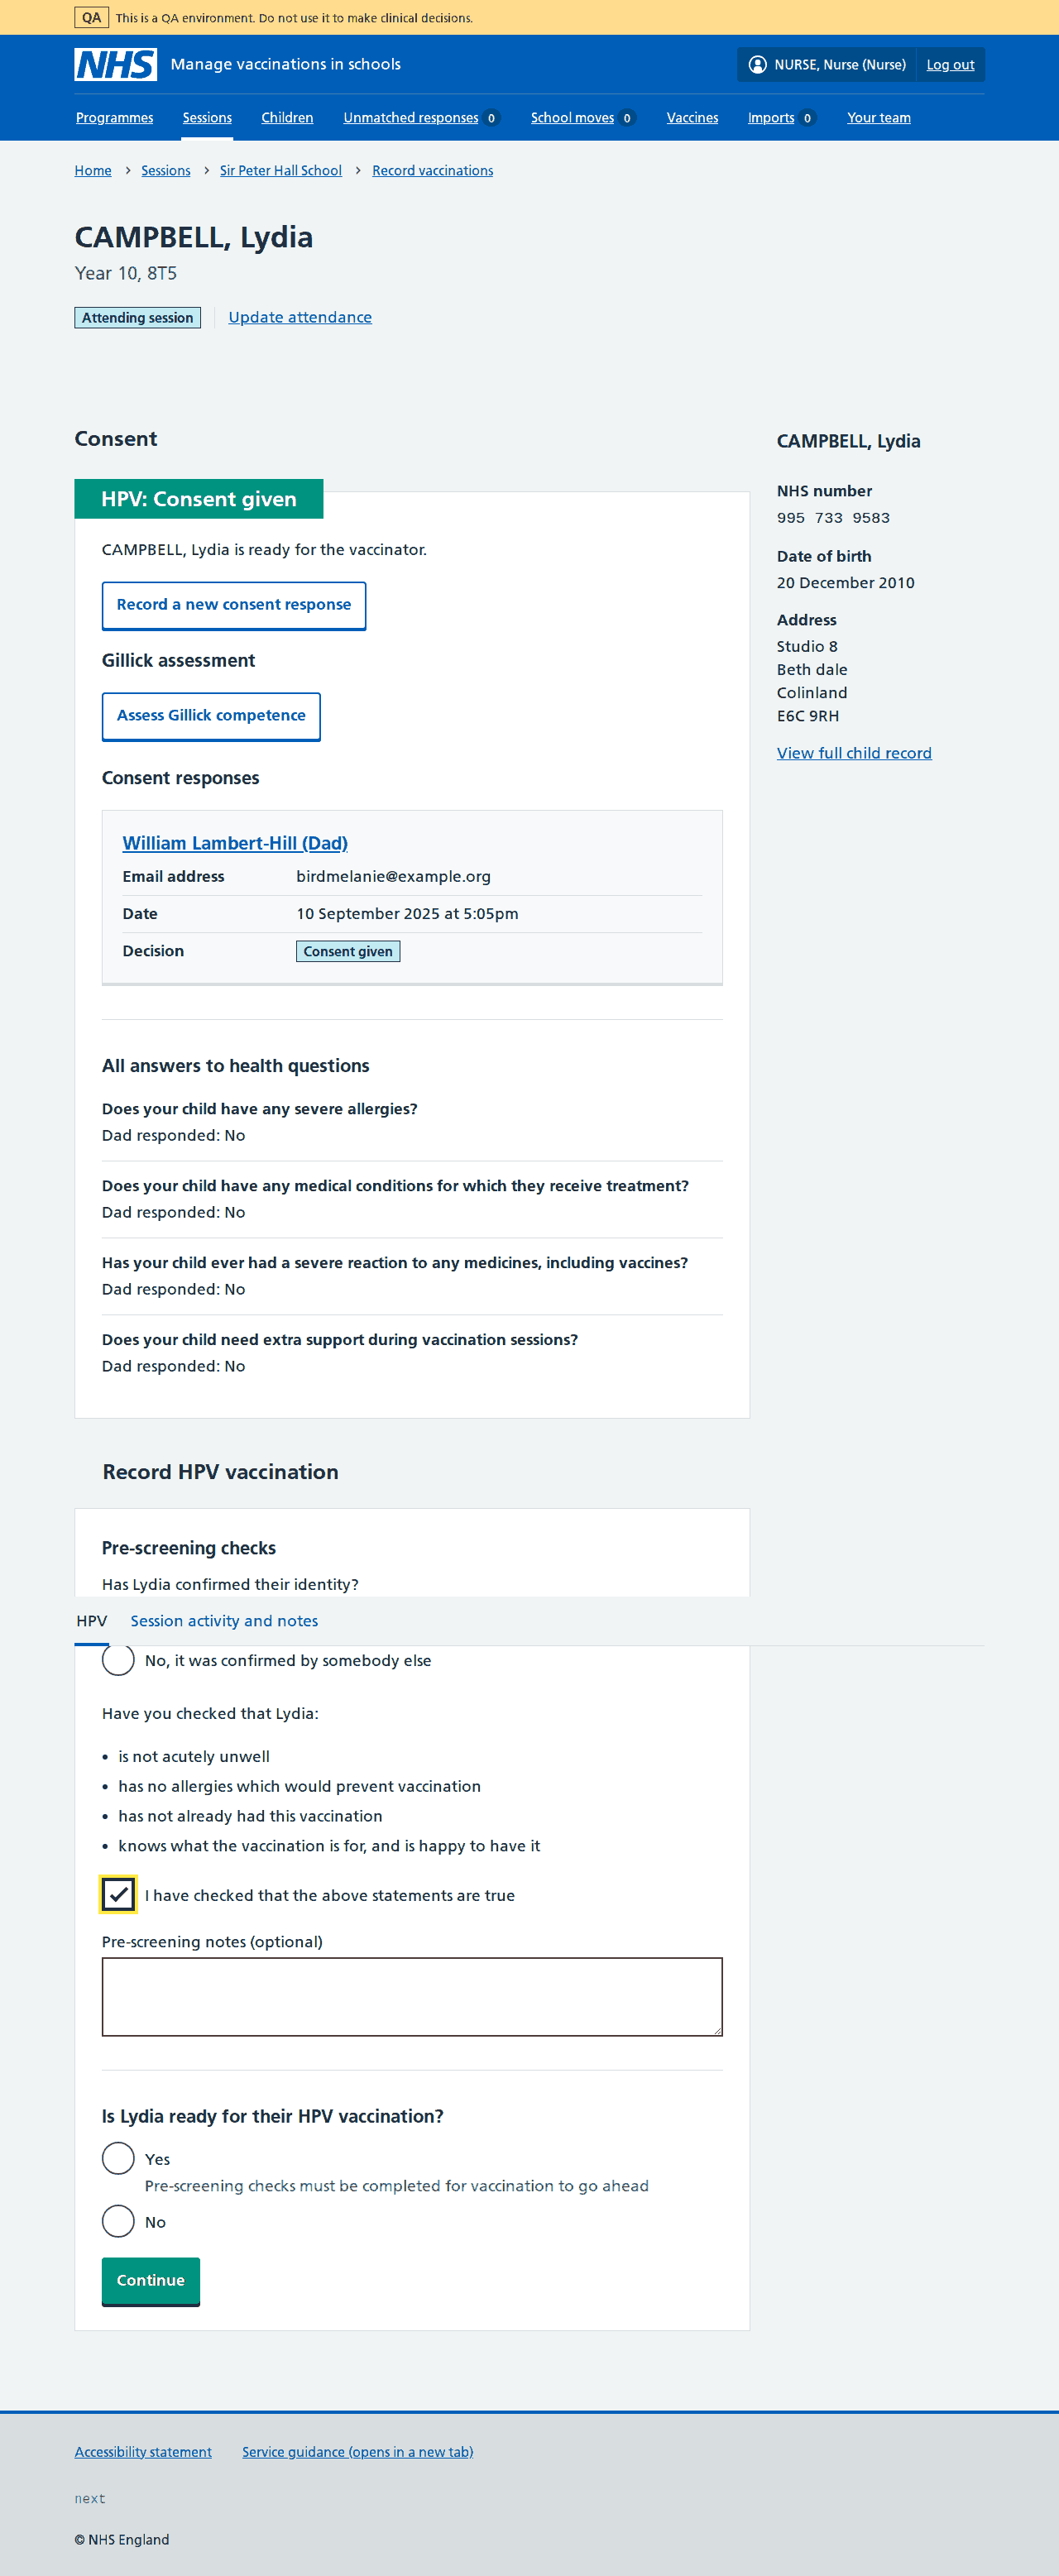 QA This is a QA environment. Do not use it to make clinical decisions.
NHS Manage vaccinations in schools NURSE, Nurse (Nurse) Log out
Programmes Sessions Children Unmatched responses 0 School moves 0 Vaccines Imports 0 Your team
Home Sessions Sir Peter Hall School Record vaccinations
CAMPBELL, Lydia
Year 10, 8T5
Attending session Update attendance
Consent
HPV: Consent given
CAMPBELL, Lydia is ready for the vaccinator.
Record a new consent response
Gillick assessment
Assess Gillick competence
Consent responses
William Lambert-Hill (Dad)
Email address birdmelanie@example.org
Date 10 September 2025 at 5:05pm
Decision Consent given
All answers to health questions
Does your child have any severe allergies?
Dad responded: No
Does your child have any medical conditions for which they receive treatment?
Dad responded: No
Has your child ever had a severe reaction to any medicines, including vaccines?
Dad responded: No
Does your child need extra support during vaccination sessions?
Dad responded: No
CAMPBELL, Lydia
NHS number
995 733 9583
Date of birth
20 December 2010
Address
Studio 8
Beth dale
Colinland
E6C 9RH
View full child record
Record HPV vaccination
Pre-screening checks
Has Lydia confirmed their identity?
HPV Session activity and notes
No, it was confirmed by somebody else
Have you checked that Lydia:
• is not acutely unwell
• has no allergies which would prevent vaccination
• has not already had this vaccination
• knows what the vaccination is for, and is happy to have it
I have checked that the above statements are true
Pre-screening notes (optional)
Is Lydia ready for their HPV vaccination?
Yes
Pre-screening checks must be completed for vaccination to go ahead
No
Continue
Accessibility statement Service guidance (opens in a new tab)
next
© NHS England